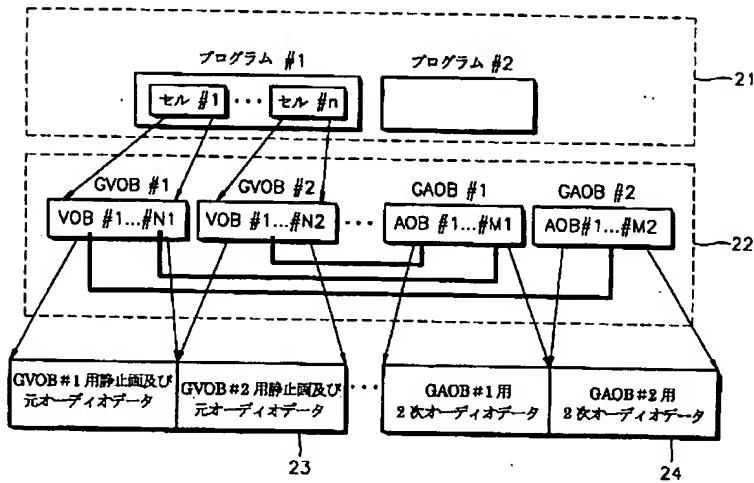 プログラム #1
プログラム #2
21
セル #1 ・・・ セル #n
GVOB #1
GVOB #2
GAOB #1
GAOB #2
VOB #1...#N1
VOB #1...#N2
・・・
AOB #1...#M1
AOB#1...#M2
22
GVOB#1用静止画及び
元オーディオデータ
GVOB#2用静止画及び
元オーディオデータ
・・・
GAOB#1用
2次オーディオデータ
GAOB#2用
2次オーディオデータ
23
24